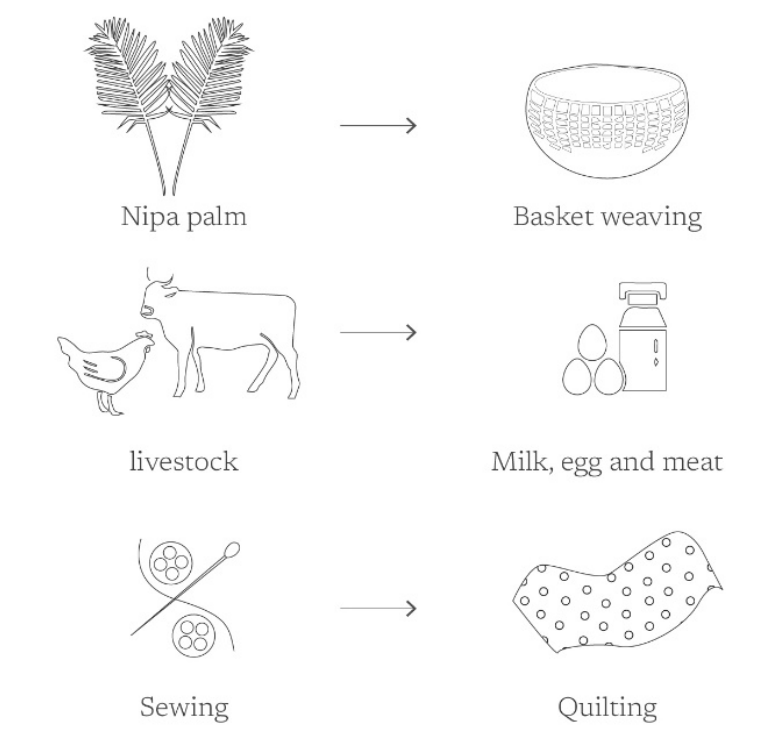 Nipa palm
Basket weaving
livestock
Milk, egg and meat
Sewing
Quilting